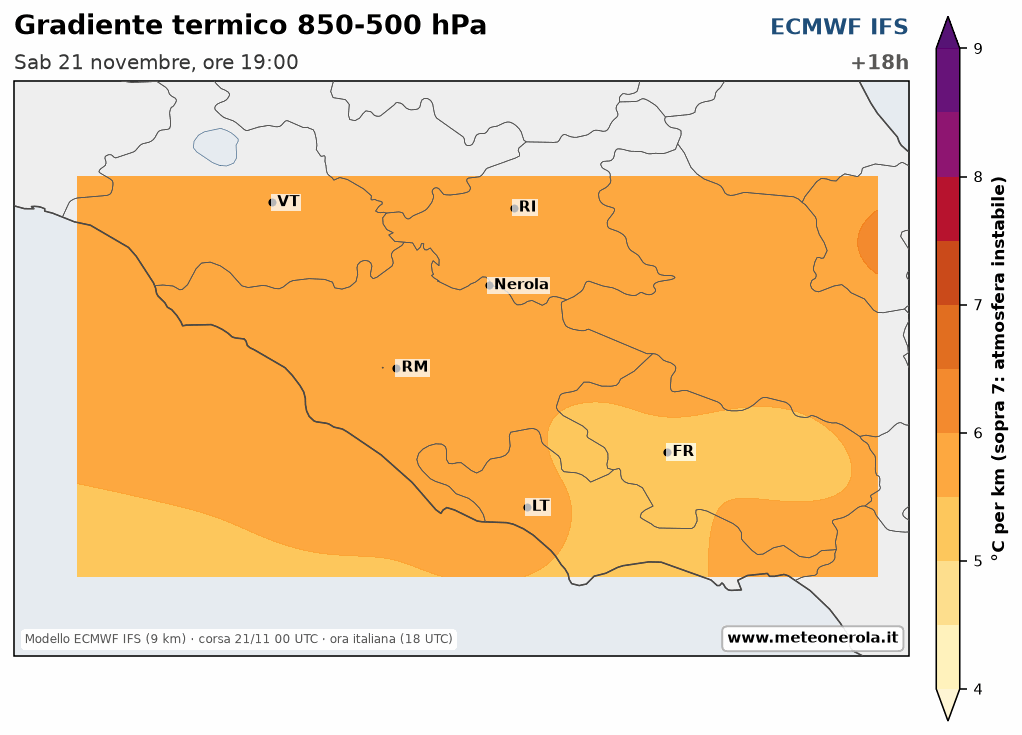 Gradiente termico 850-500 hPa
ECMWF IFS
Sab 21 novembre, ore 19:00
+18h
VT
RI
Nerola
RM
FR
LT
Modello ECMWF IFS (9 km) · corsa 21/11 00 UTC · ora italiana (18 UTC)
www.meteonerola.it
9
8
7
6
5
4
°C per km (sopra 7: atmosfera instabile)